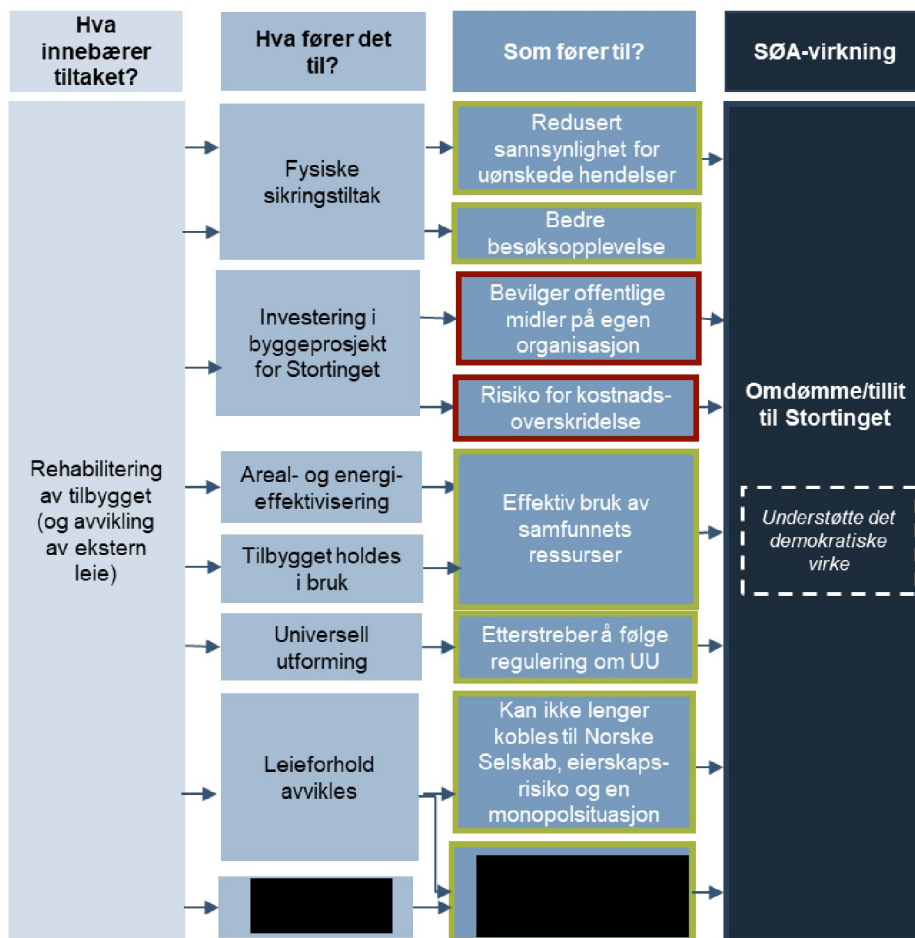 Hva
innebærer
tiltaket?
Hva fører det
til?
Som fører til?
SØA-virkning
Rehabilitering
av tilbygget
(og avvikling
av ekstern
leie)
Fysiske
sikringstiltak
Investering i
byggeprosjekt
for Stortinget
Areal- og energi-
effektivisering
Tilbygget holdes
i bruk
Universell
utforming
Leieforhold
avvikles
Redusert
sannsynlighet for
uønskede hendelser
Bedre
besøksopplevelse
Bevilger offentlige
midler på egen
organisasjon
Risiko for kostnads-
overskridelse
Effektiv bruk av
samfunnets
ressurser
Etterstreber å følge
regulering om UU
Kan ikke lenger
kobles til Norske
Selskab, eierskaps-
risiko og en
monopolsituasjon
Omdømme/tillit
til Stortinget
Understøtte det
demokratiske
virke